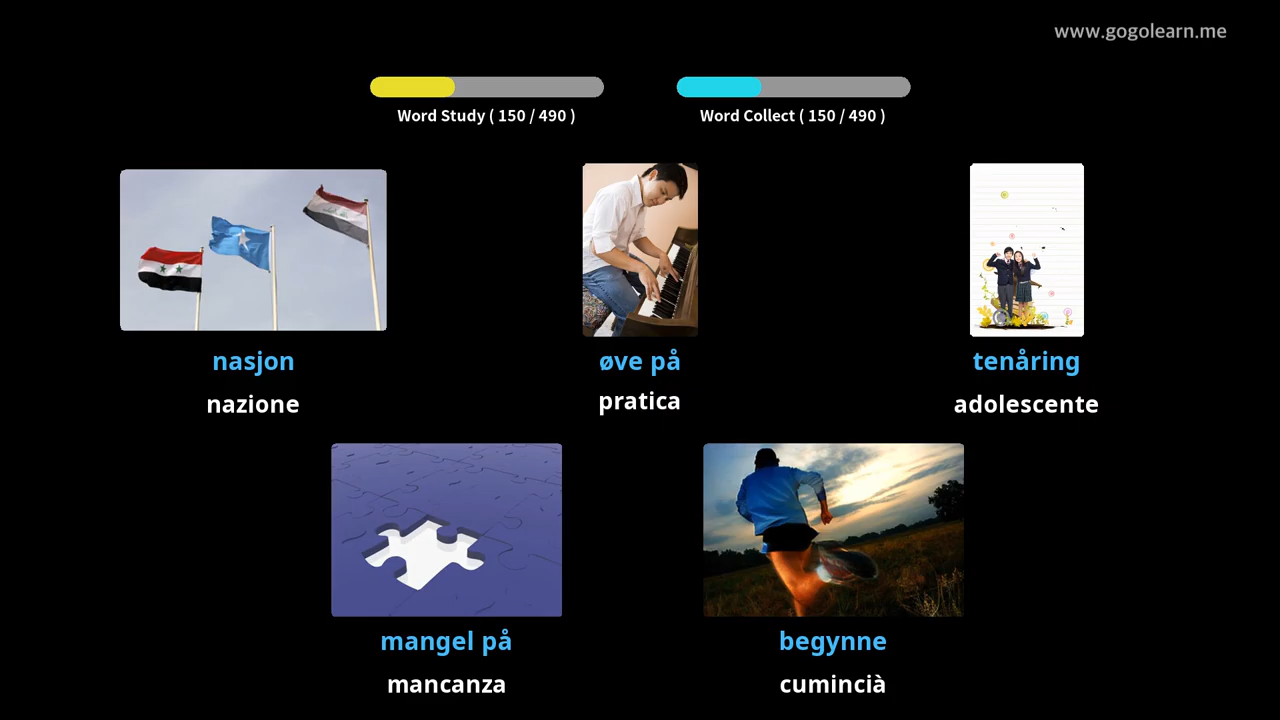 www.gogolearn.me
Word Study ( 150 / 490 )
Word Collect ( 150 / 490 )
nasjon
nazione
øve på
pratica
tenåring
adolescente
mangel på
mancanza
begynne
cumincià